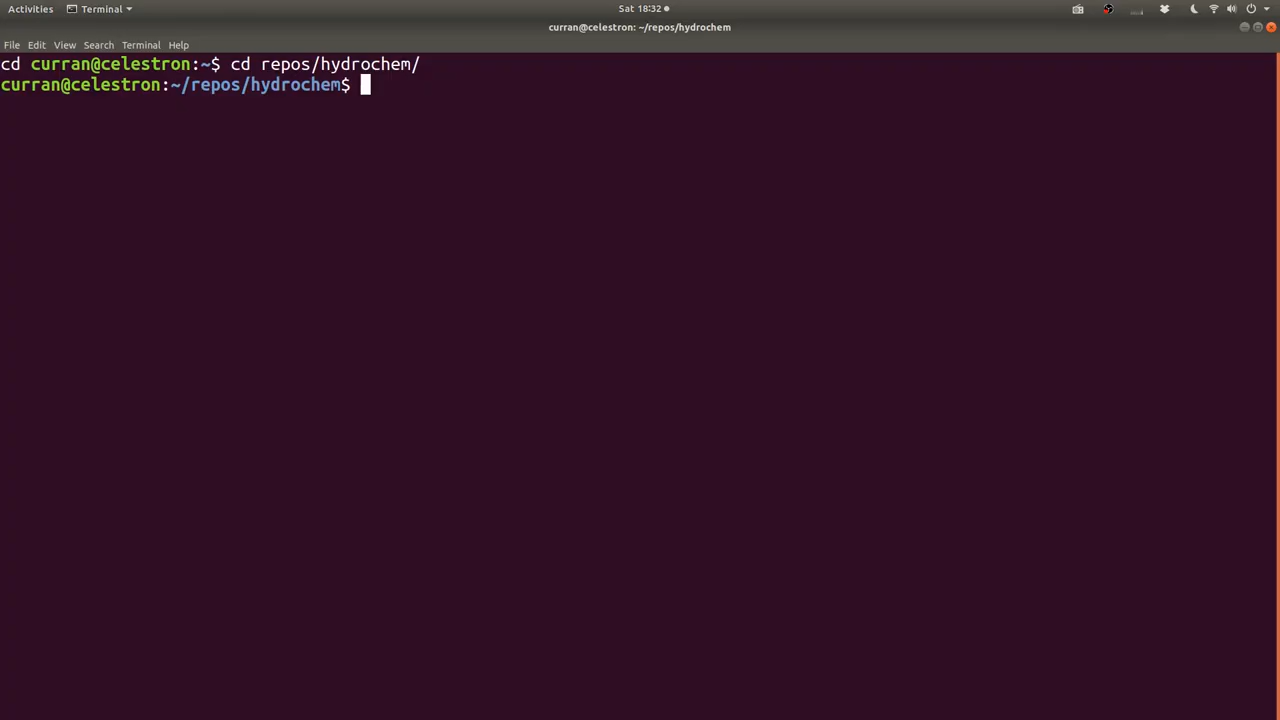 Activities Terminal Sat 18:32
curran@celestron: ~/repos/hydrochem
File Edit View Search Terminal Help
cd curran@celestron:~$ cd repos/hydrochem/
curran@celestron:~/repos/hydrochem$